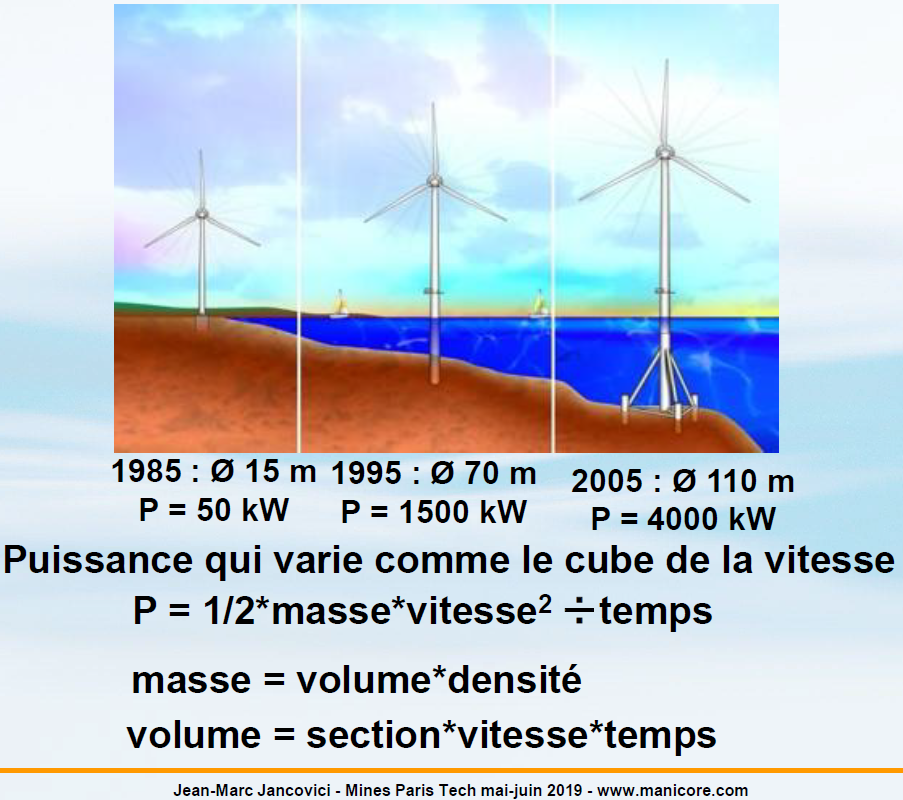 1985 : Ø 15 m
P = 50 kW
1995 : Ø 70 m
P = 1500 kW
2005 : Ø 110 m
P = 4000 kW
Puissance qui varie comme le cube de la vitesse
P = 1/2*masse*vitesse² ÷temps
masse = volume*densité
volume = section*vitesse*temps
Jean-Marc Jancovici - Mines Paris Tech mai-juin 2019 - www.manicore.com